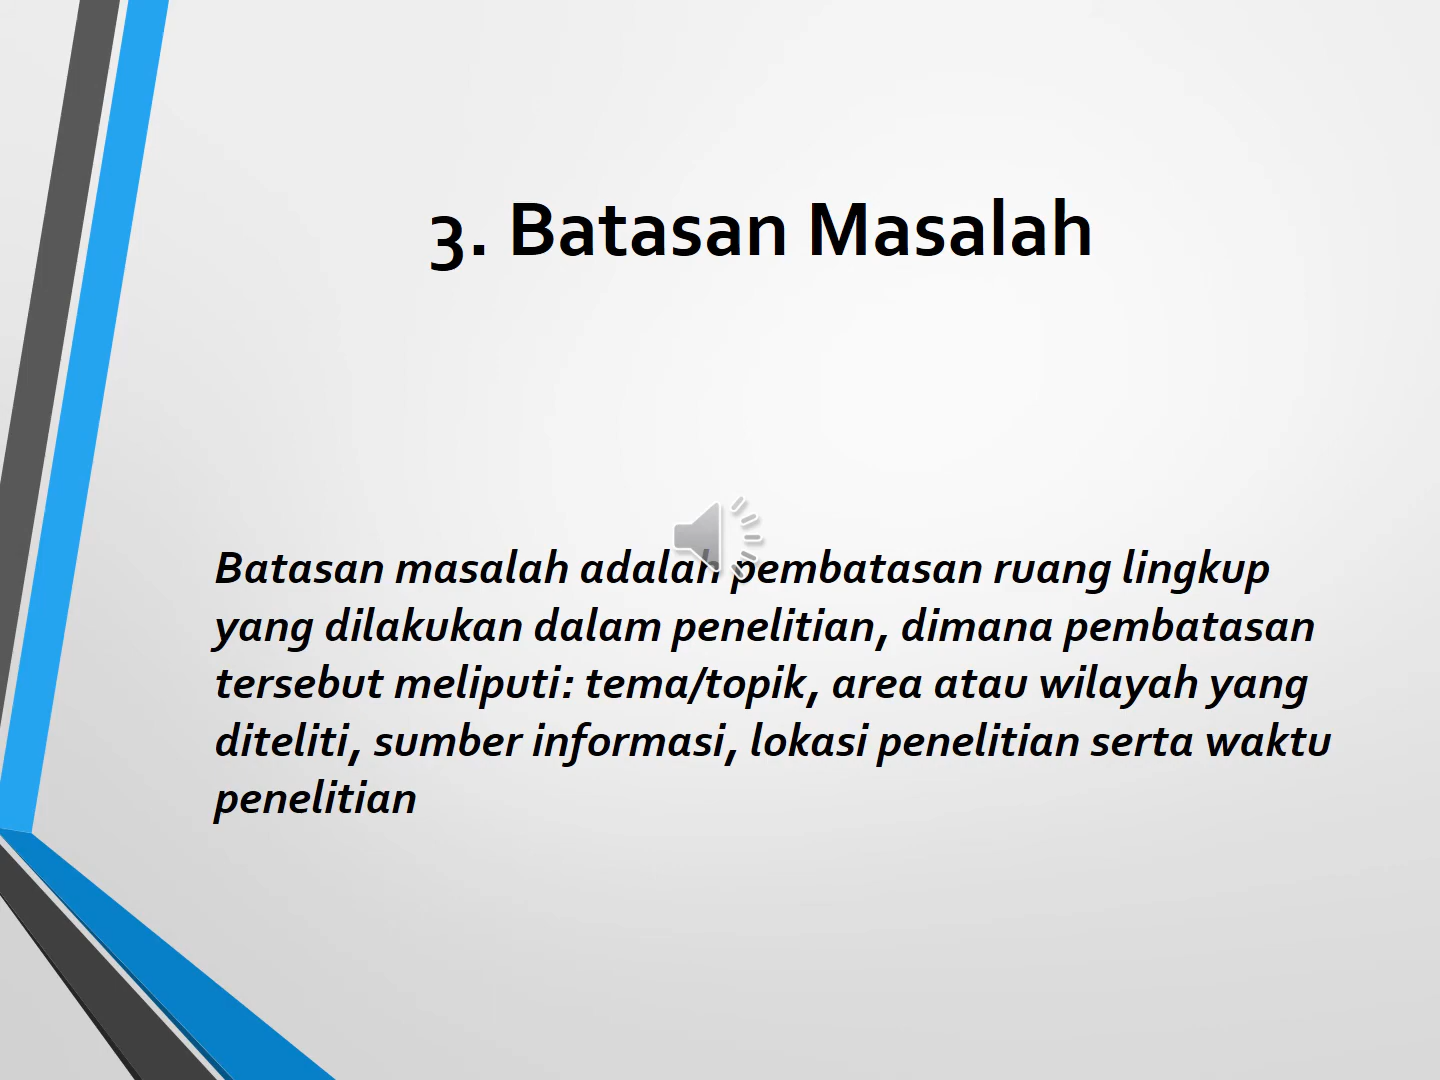 3. Batasan Masalah
Batasan masalah adalah pembatasan ruang lingkup
yang dilakukan dalam penelitian, dimana pembatasan
tersebut meliputi: tema/topik, area atau wilayah yang
diteliti, sumber informasi, lokasi penelitian serta waktu
penelitian